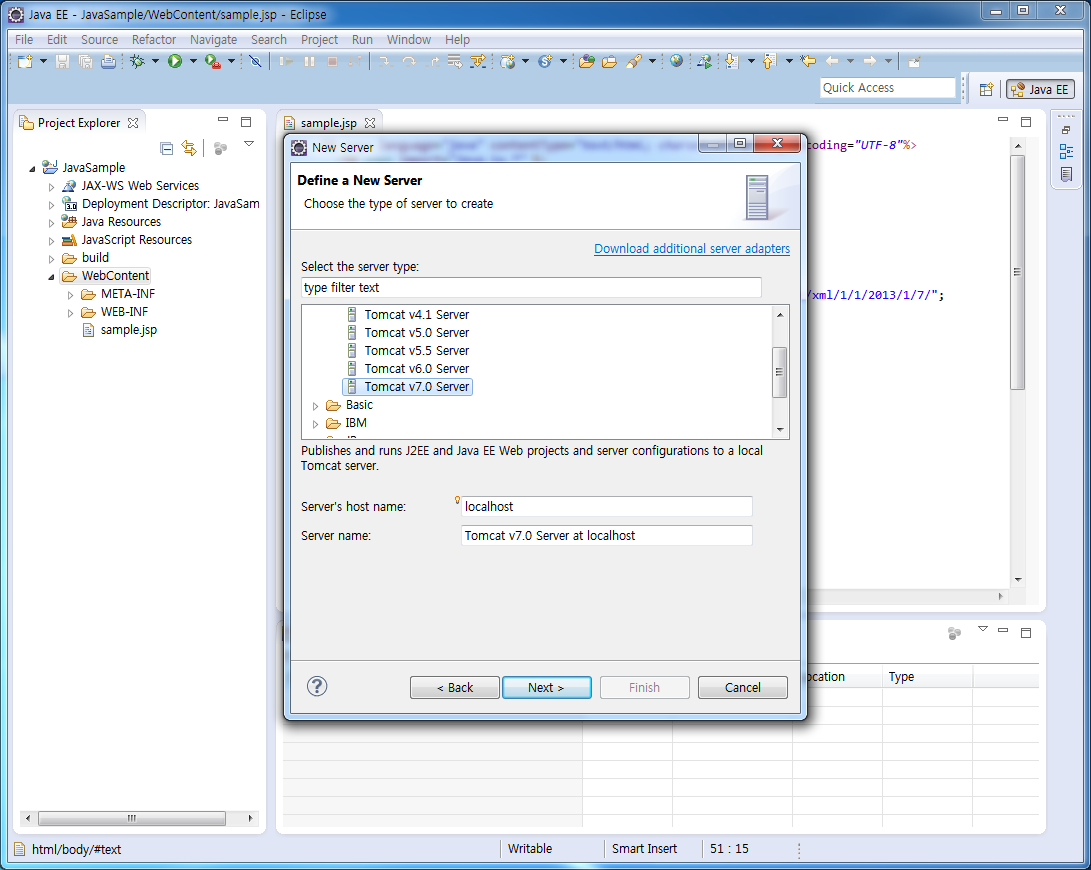 Java EE - JavaSample/WebContent/sample.jsp - Eclipse
File Edit Source Refactor Navigate Search Project Run Window Help
Quick Access
Java EE
Project Explorer
JavaSample
JAX-WS Web Services
3.0 Deployment Descriptor: JavaSam
Java Resources
JavaScript Resources
build
WebContent
META-INF
WEB-INF
sample.jsp
sample.jsp
coding="UTF-8"%>
/xml/1/1/2013/1/7/";
New Server
Define a New Server
Choose the type of server to create
Download additional server adapters
Select the server type:
type filter text
Tomcat v4.1 Server
Tomcat v5.0 Server
Tomcat v5.5 Server
Tomcat v6.0 Server
Tomcat v7.0 Server
Basic
IBM
Publishes and runs J2EE and Java EE Web projects and server configurations to a local
Tomcat server.
Server's host name: localhost
Server name: Tomcat v7.0 Server at localhost
? < Back Next > Finish Cancel
ocation Type
html/body/#text Writable Smart Insert 51 : 15